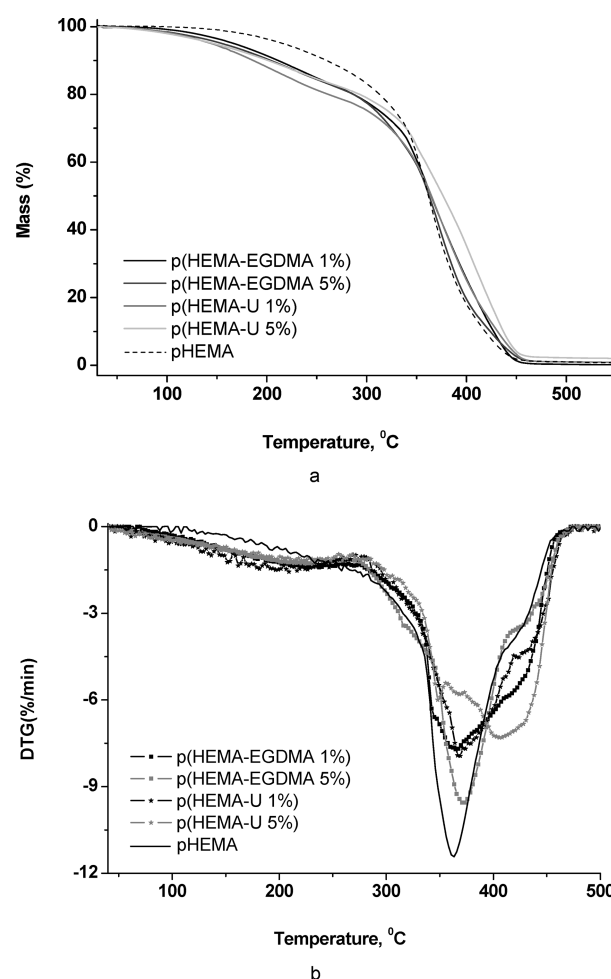 100
80
60
40
20
0
Mass (%)
p(HEMA-EGDMA 1%)
p(HEMA-EGDMA 5%)
p(HEMA-U 1%)
p(HEMA-U 5%)
pHEMA
100 200 300 400 500
Temperature, ⁰C
a
0
-3
-6
-9
-12
DTG(%/min)
p(HEMA-EGDMA 1%)
p(HEMA-EGDMA 5%)
p(HEMA-U 1%)
p(HEMA-U 5%)
pHEMA
100 200 300 400 500
Temperature, ⁰C
b